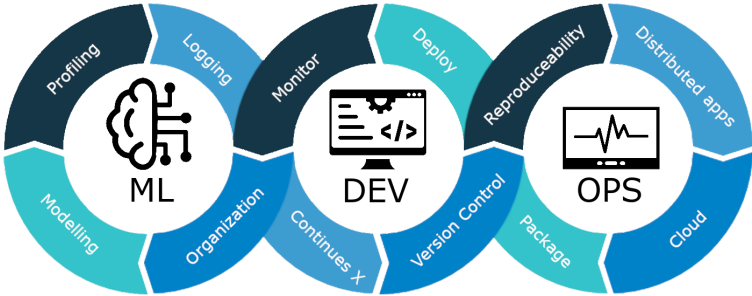 Profiling
Logging
Modelling
Organization
ML
Monitor
Deploy
Continues X
Version Control
DEV
Reproduceability
Distributed apps
Package
Cloud
OPS